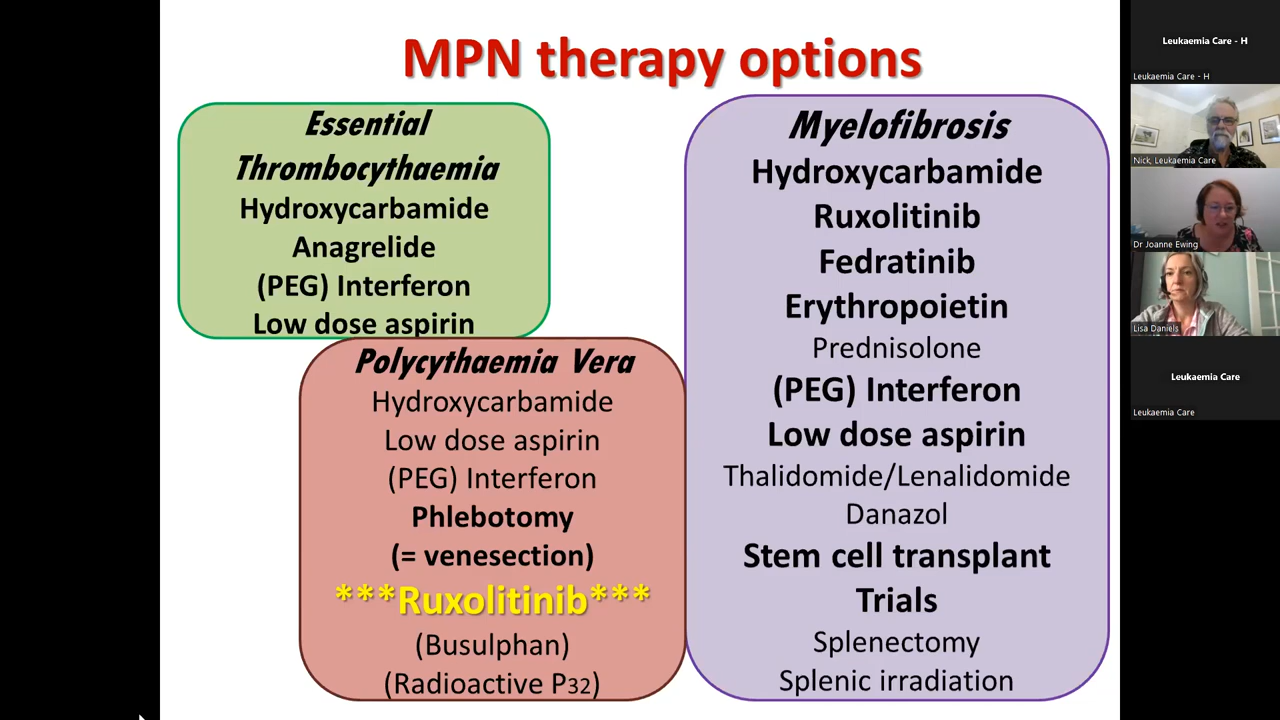 MPN therapy options
Essential
Thrombocythaemia
Hydroxycarbamide
Anagrelide
(PEG) Interferon
Low dose aspirin
Polycythaemia Vera
Hydroxycarbamide
Low dose aspirin
(PEG) Interferon
Phlebotomy
(= venesection)
***Ruxolitinib***
(Busulphan)
(Radioactive P32)
Myelofibrosis
Hydroxycarbamide
Ruxolitinib
Fedratinib
Erythropoietin
Prednisolone
(PEG) Interferon
Low dose aspirin
Thalidomide/Lenalidomide
Danazol
Stem cell transplant
Trials
Splenectomy
Splenic irradiation
Leukaemia Care - H
Leukaemia Care - H
Nick, Leukaemia Care
Dr Joanne Ewing
Lisa Daniels
Leukaemia Care
Leukaemia Care